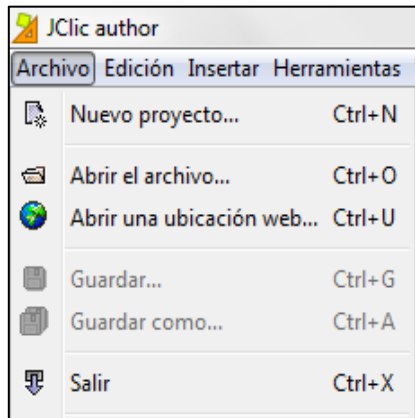 JClic author
Archivo Edición Insertar Herramientas
Nuevo proyecto... Ctrl+N
Abrir el archivo... Ctrl+O
Abrir una ubicación web... Ctrl+U
Guardar... Ctrl+G
Guardar como... Ctrl+A
Salir Ctrl+X